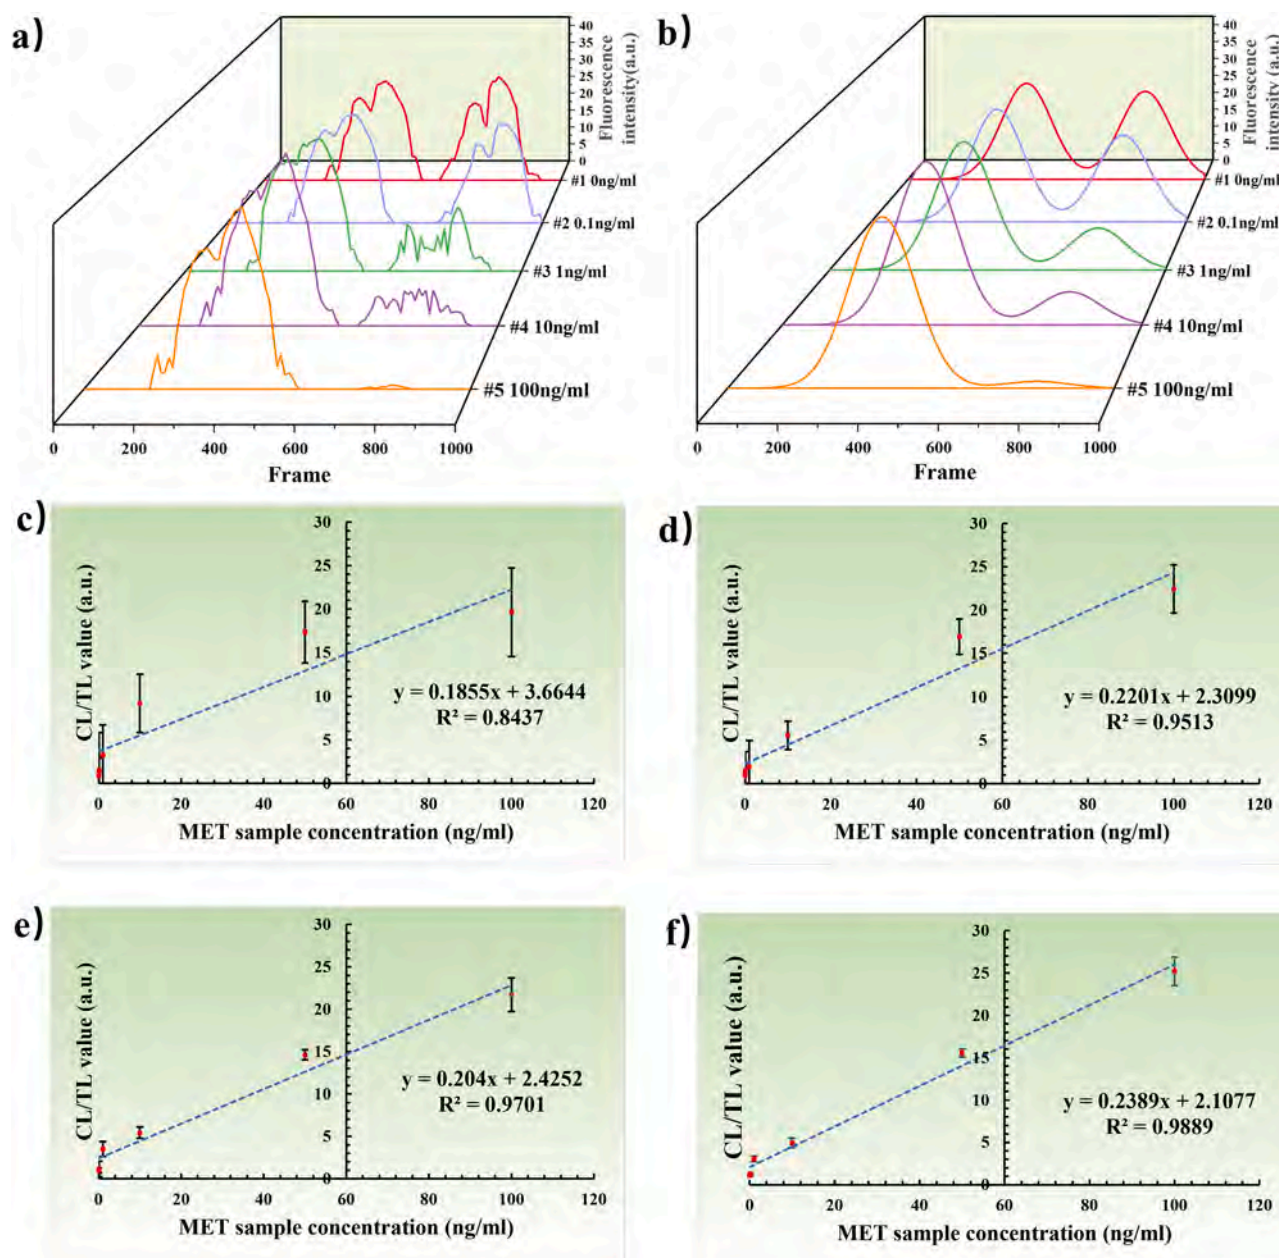 a)
40
35
30
25
20
15
10
5
0
Fluorescence
intensity(a.u.)
#1 0ng/ml
#2 0.1ng/ml
#3 1ng/ml
#4 10ng/ml
#5 100ng/ml
0 200 400 600 800 1000
Frame
b)
40
35
30
25
20
15
10
5
0
Fluorescence
intensity (a.u.)
#1 0ng/ml
#2 0.1ng/ml
#3 1ng/ml
#4 10ng/ml
#5 100ng/ml
0 200 400 600 800 1000
Frame
c)
CL/TL value (a.u.)
30
25
20
15
10
5
0
y = 0.1855x + 3.6644
R² = 0.8437
0 20 40 60 80 100 120
MET sample concentration (ng/ml)
d)
CL/TL value (a.u.)
30
25
20
15
10
5
0
y = 0.2201x + 2.3099
R² = 0.9513
0 20 40 60 80 100 120
MET sample concentration (ng/ml)
e)
CL/TL value (a.u.)
30
25
20
15
10
5
0
y = 0.204x + 2.4252
R² = 0.9701
0 20 40 60 80 100 120
MET sample concentration (ng/ml)
f)
CL/TL value (a.u.)
30
25
20
15
10
5
0
y = 0.2389x + 2.1077
R² = 0.9889
0 20 40 60 80 100 120
MET sample concentration (ng/ml)